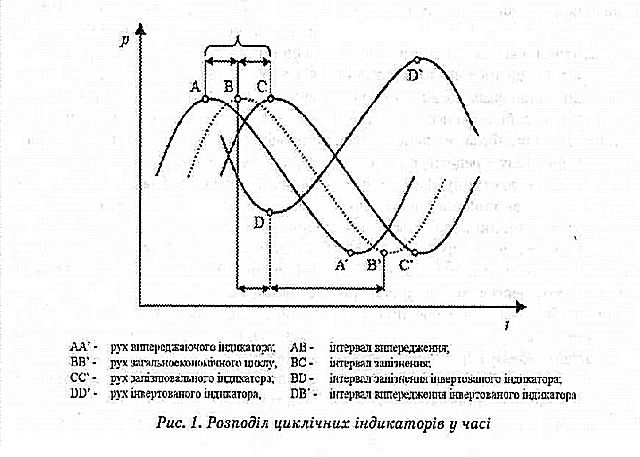 p
A B C
D'
D
A' B' C'
t
AA' - рух випереджаючого індикатора; AB - інтервал випередження;
BB' - рух загальноекономічного циклу, BC - інтервал запізнення;
CC' - рух запізнювального індикатора; BD - інтервал запізнення інвертованого індикатора;
DD' - рух інвертованого індикатора, DB' - інтервал випередження інвертованого індикатора
Рис. 1. Розподіл циклічних індикаторів у часі